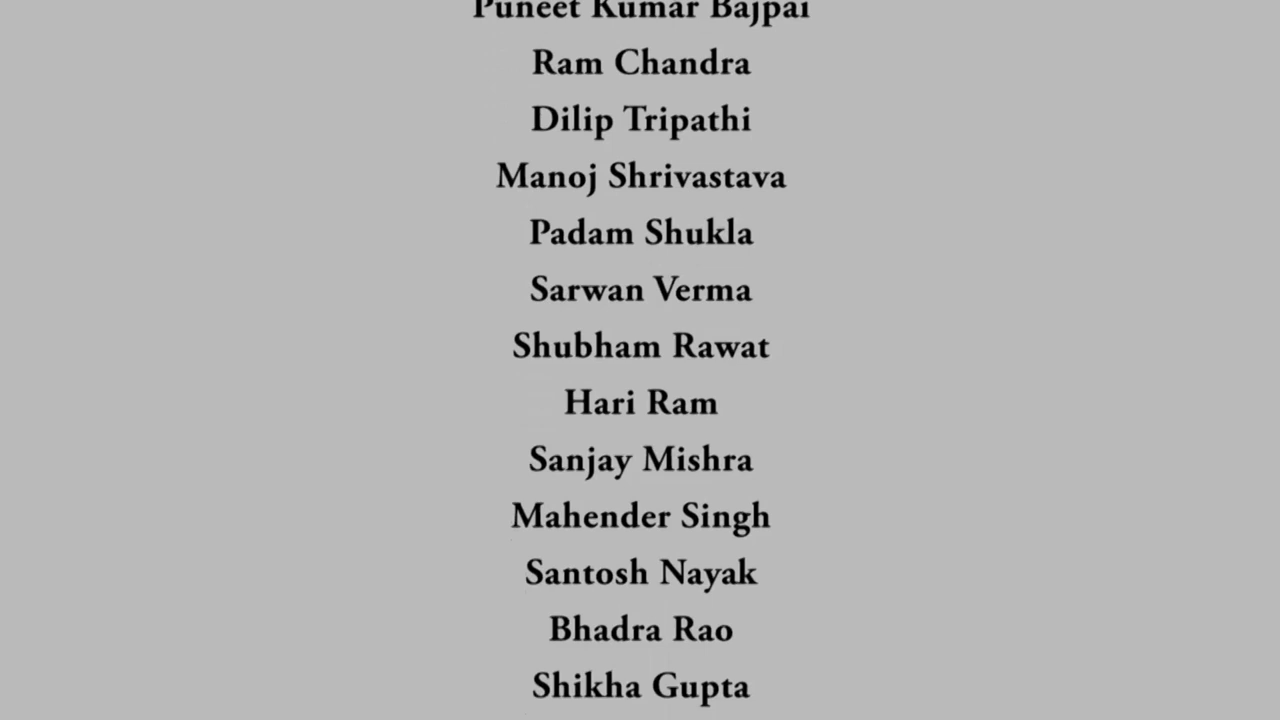 Puneet Kumar Bajpai
Ram Chandra
Dilip Tripathi
Manoj Shrivastava
Padam Shukla
Sarwan Verma
Shubham Rawat
Hari Ram
Sanjay Mishra
Mahender Singh
Santosh Nayak
Bhadra Rao
Shikha Gupta